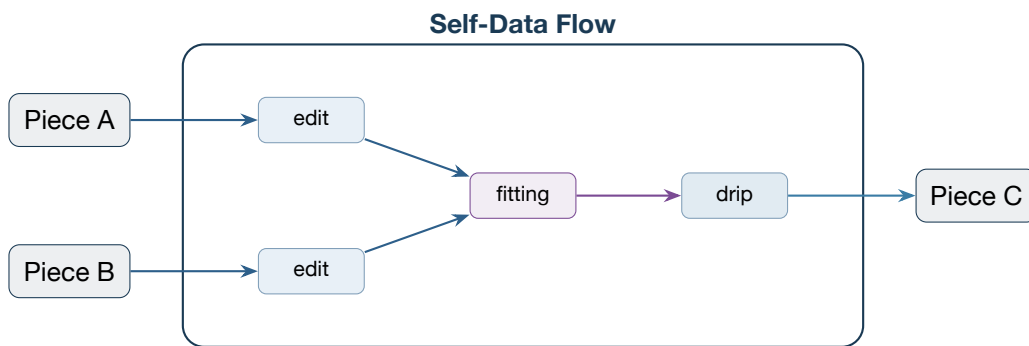 Self-Data Flow
Piece A
edit
fitting
drip
Piece C
Piece B
edit